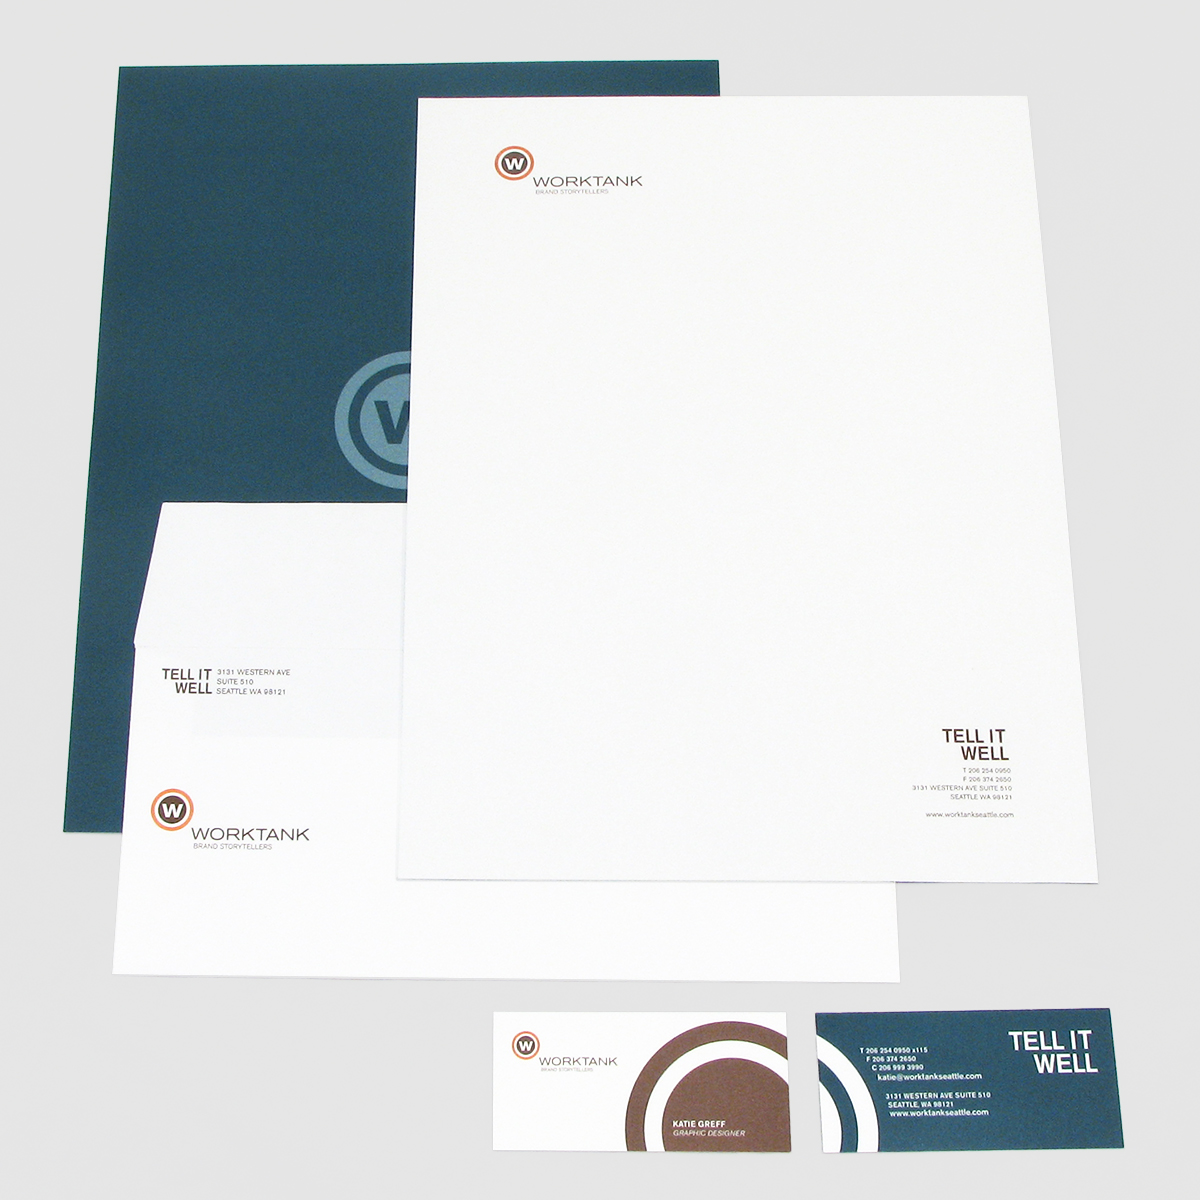 W
WORKTANK
BRAND STORYTELLERS
W
TELL IT
WELL
3131 WESTERN AVE
SUITE 510
SEATTLE WA 98121
W
WORKTANK
BRAND STORYTELLERS
TELL IT
WELL
T 206 254 0950
F 206 374 2650
3131 WESTERN AVE SUITE 510
SEATTLE WA 98121
www.worktankseattle.com
W
WORKTANK
BRAND STORYTELLERS
KATIE GREFF
GRAPHIC DESIGNER
TELL IT
WELL
T 206 254 0950 x115
F 206 374 2650
C 206 999 3990
katie@worktankseattle.com
3131 WESTERN AVE SUITE 510
SEATTLE, WA 98121
www.worktankseattle.com